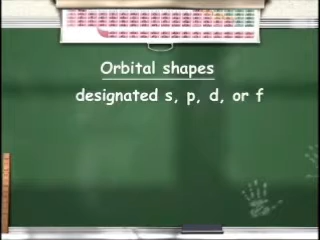 Orbital shapes
designated s, p, d, or f